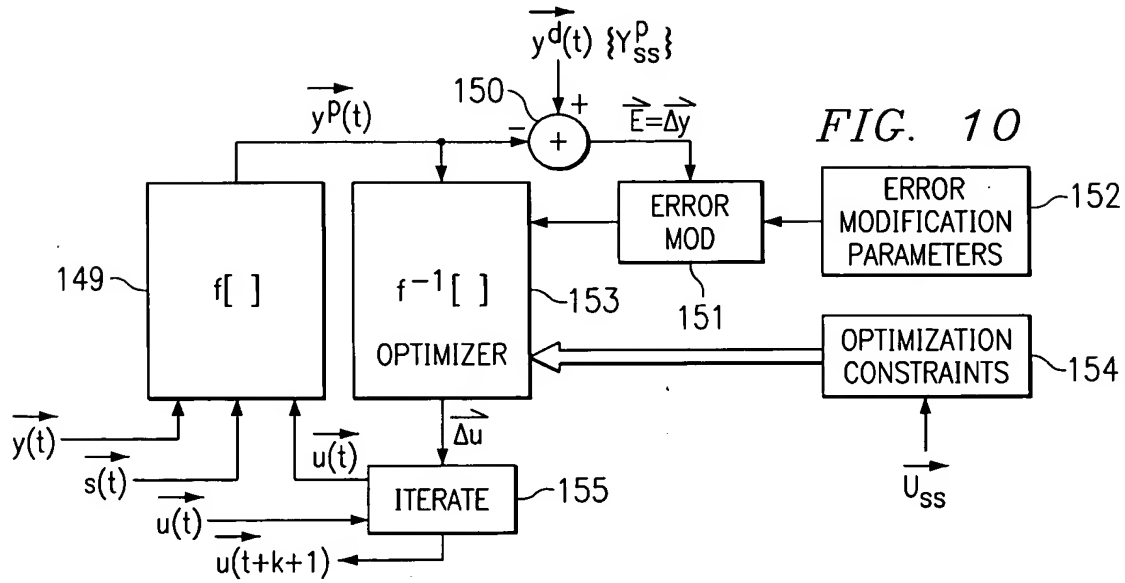 y^d(t) {Y^p_ss}
150
+
y^p(t)
−
+
E=Δy
FIG. 10
149
f[ ]
f^-1[ ]
OPTIMIZER
153
ERROR
MOD
151
ERROR
MODIFICATION
PARAMETERS
152
OPTIMIZATION
CONSTRAINTS
154
y(t)
s(t)
u(t)
Δu
u(t)
ITERATE
155
u(t+k+1)
U_ss